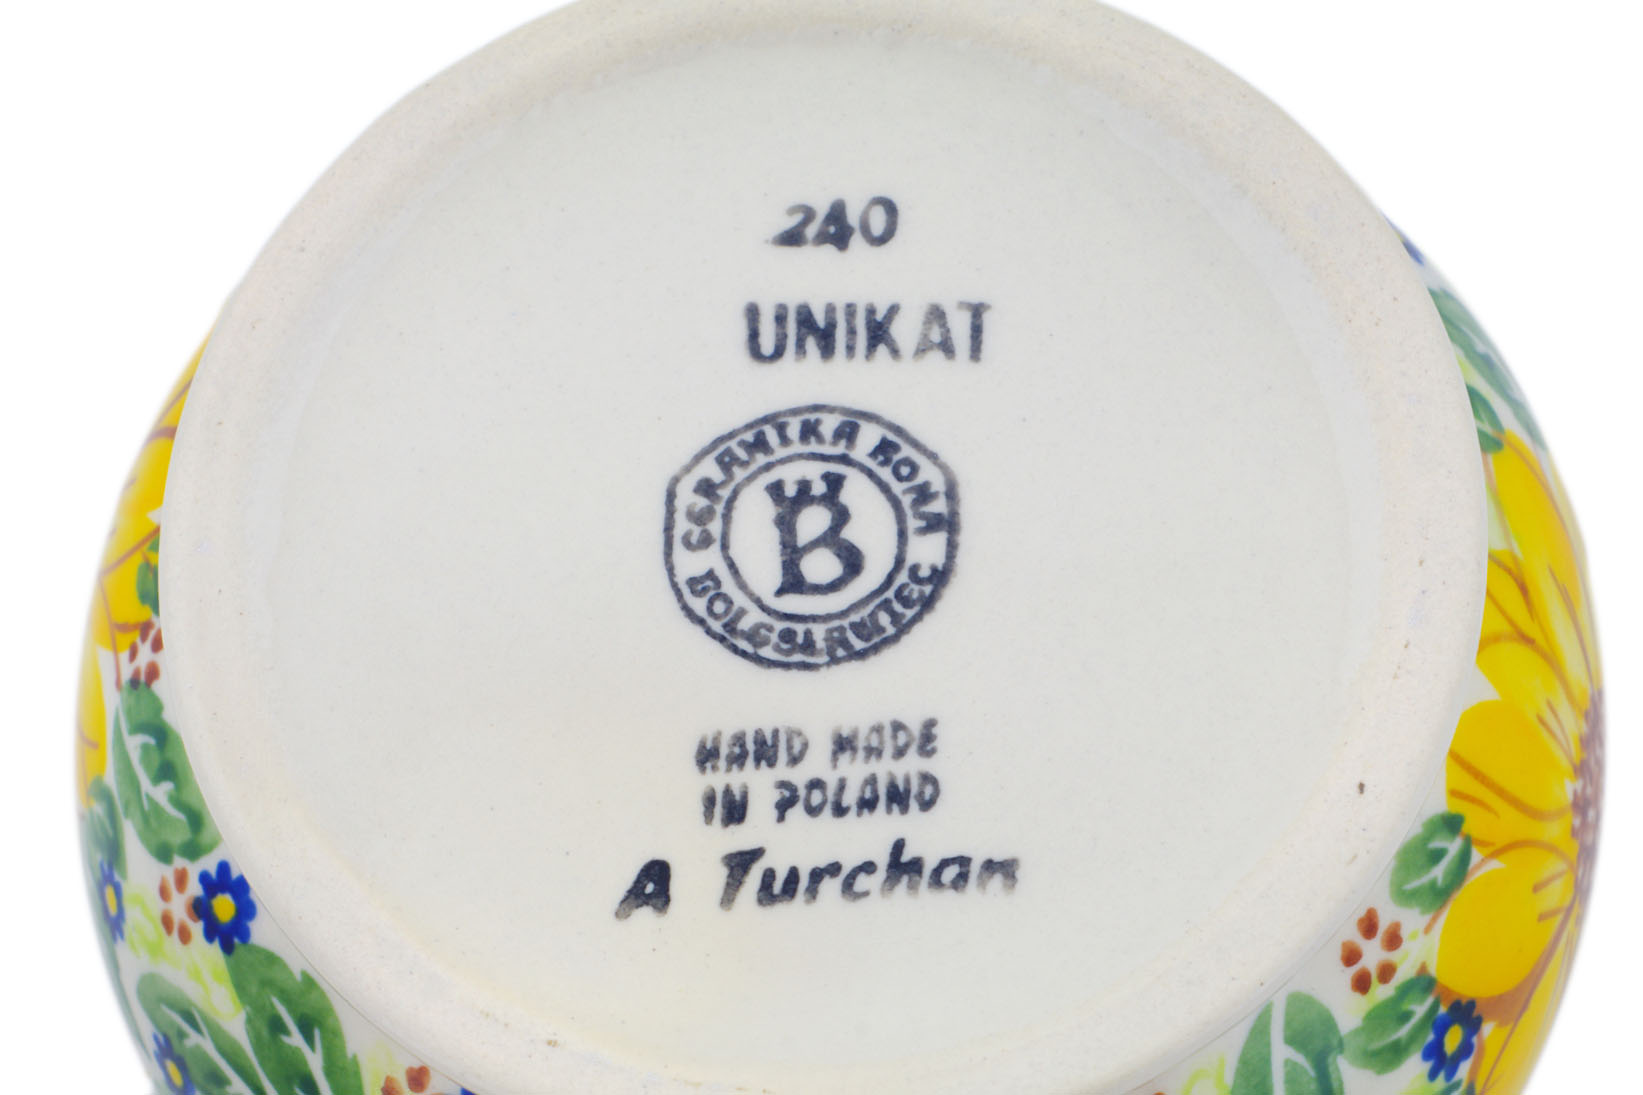 240
UNIKAT
CERAMIKA BONA
B
BOLESŁAWIEC
HAND MADE
IN POLAND
A Turchan